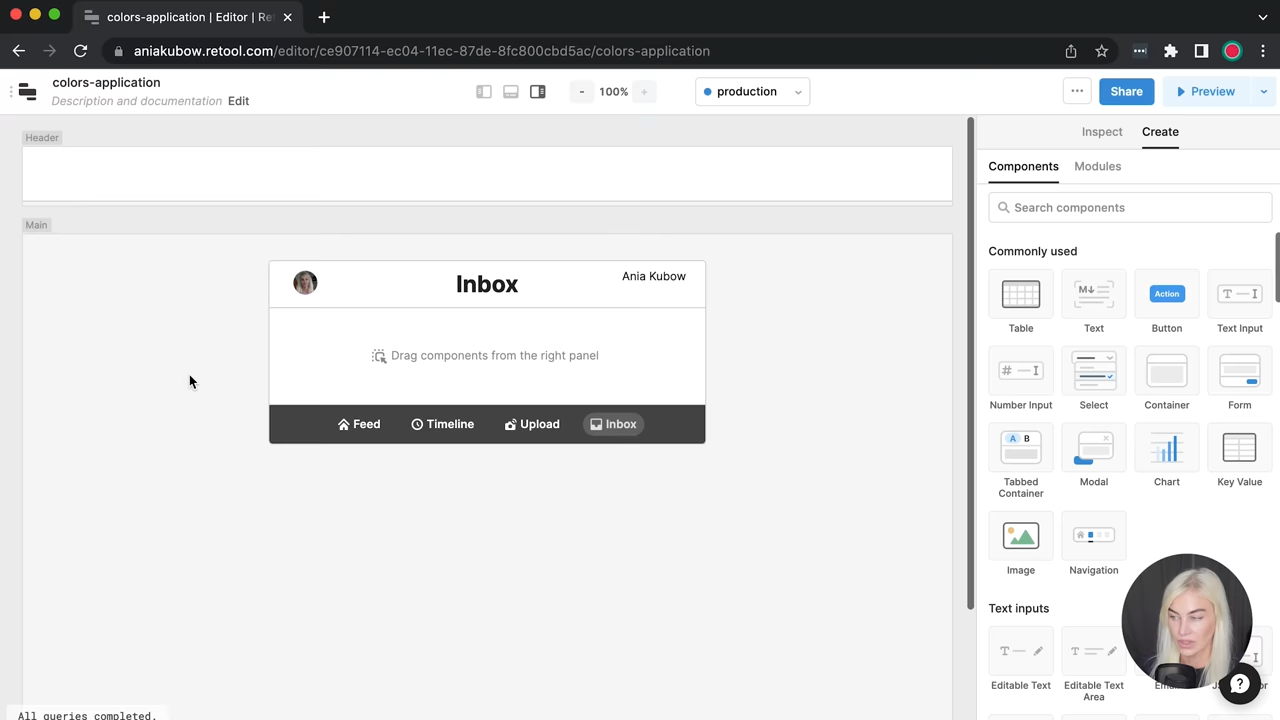 colors-application | Editor | Re
aniakubow.retool.com/editor/ce907114-ec04-11ec-87de-8fc800cbd5ac/colors-application
colors-application
Description and documentation Edit
- 100% +
production
Share
Preview
Inspect Create
Components Modules
Search components
Header
Main
Inbox
Ania Kubow
Drag components from the right panel
Feed Timeline Upload Inbox
Commonly used
M↓
Action
T
I
Table Text Button Text Input
#
I
Number Input Select Container Form
A B
Tabbed
Container
Modal Chart Key Value
Image Navigation
Text inputs
T
T
Editable Text
Editable Text
Area
?
All queries completed.